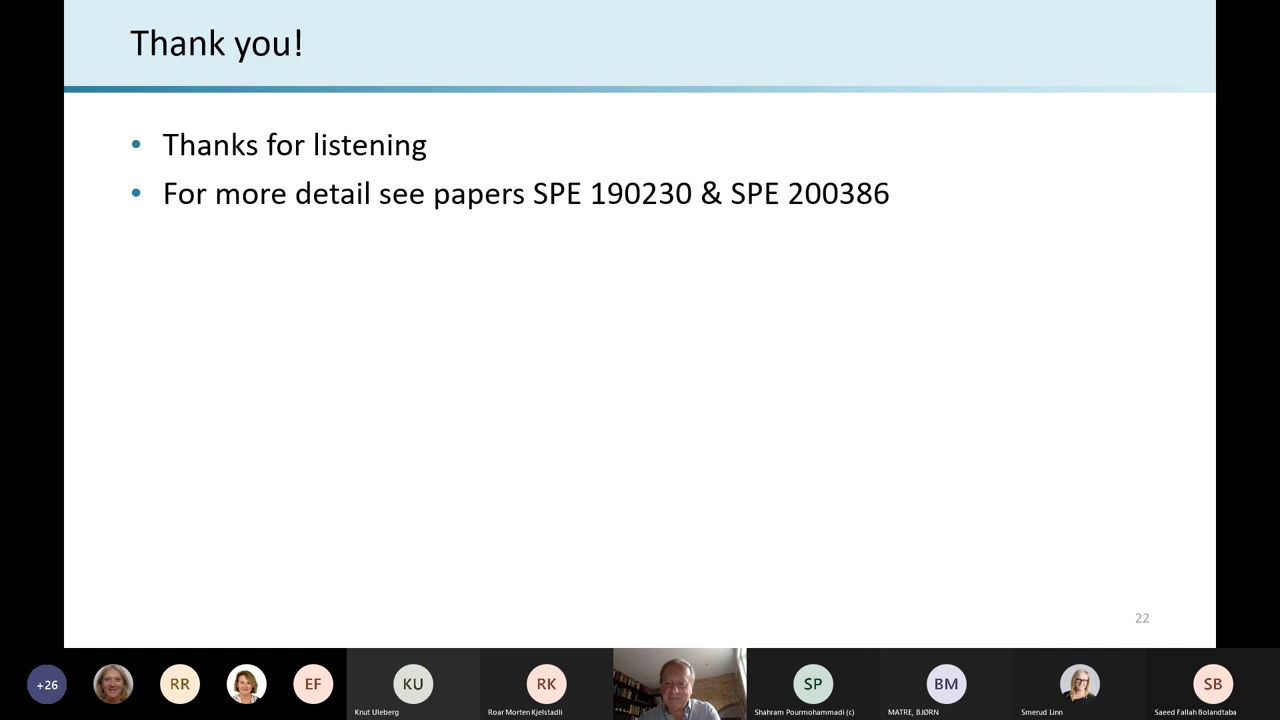 Thank you!
• Thanks for listening
• For more detail see papers SPE 190230 & SPE 200386
22
+26
RR
EF
KU
RK
SP
BM
SB
Knut Uleberg
Roar Morten Kjelstadli
Shahram Pourmohammadi (c)
MATRE, BJØRN
Smerud Linn
Saeed Fallah Bolandtaba